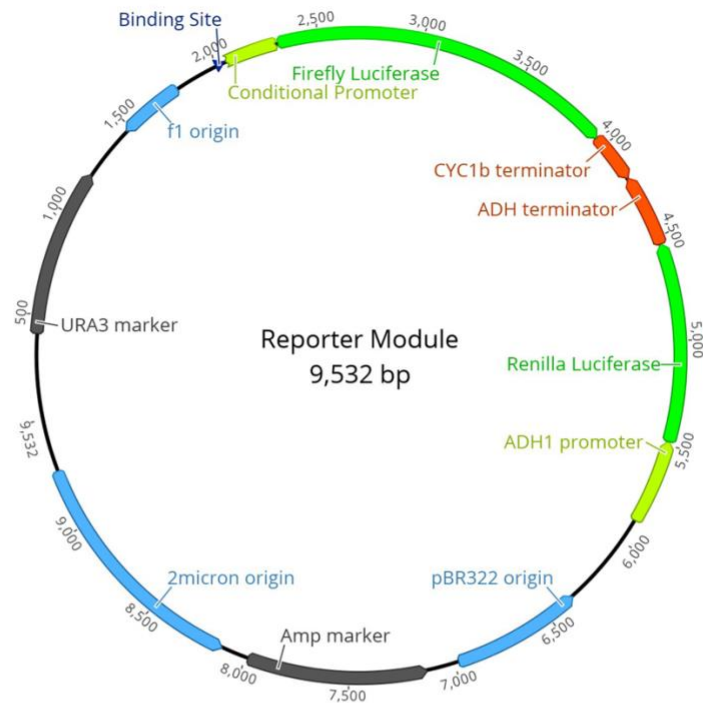 Binding Site
2,000
2,500
3,000
Firefly Luciferase
3,500
Conditional Promoter
f1 origin
1,500
4,000
CYC1b terminator
ADH terminator
4,500
1,000
500
URA3 marker
Reporter Module
9,532 bp
5,000
Renilla Luciferase
ADH1 promoter
5,500
9,532
6,000
9,000
2micron origin
pBR322 origin
8,500
6,500
Amp marker
8,000
7,500
7,000